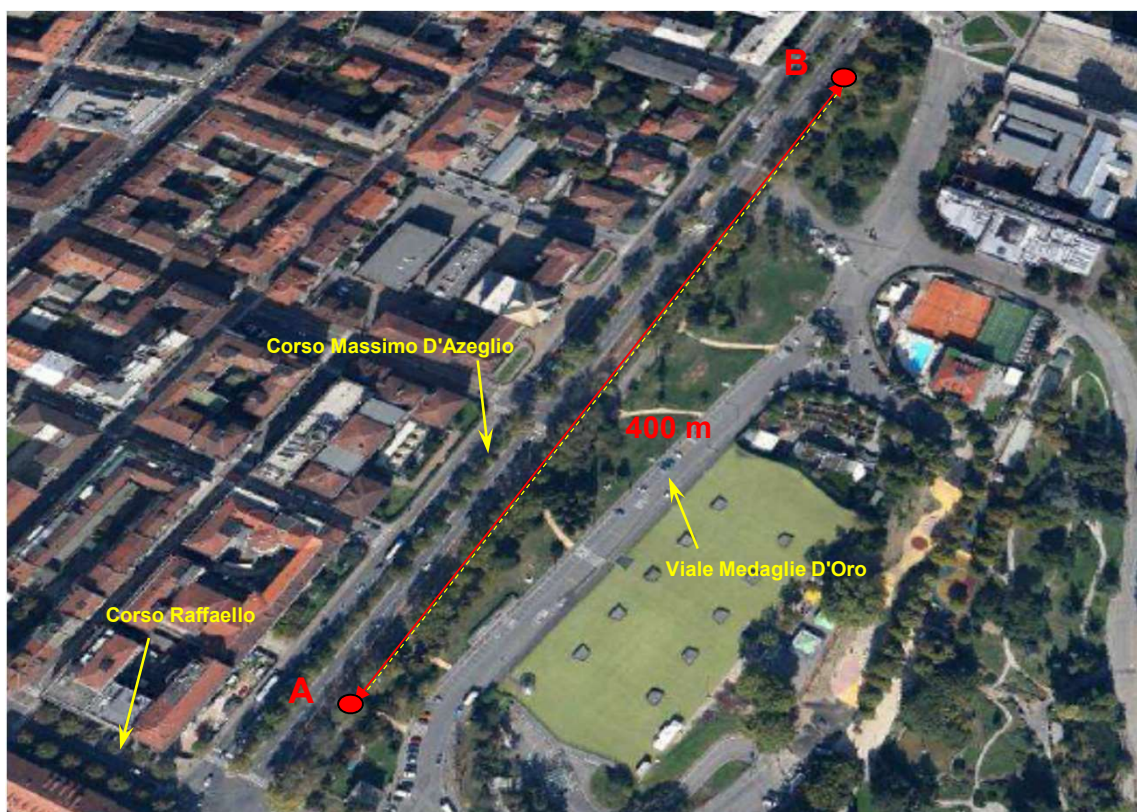 B
Corso Massimo D'Azeglio
400 m
Viale Medaglie D'Oro
Corso Raffaello
A